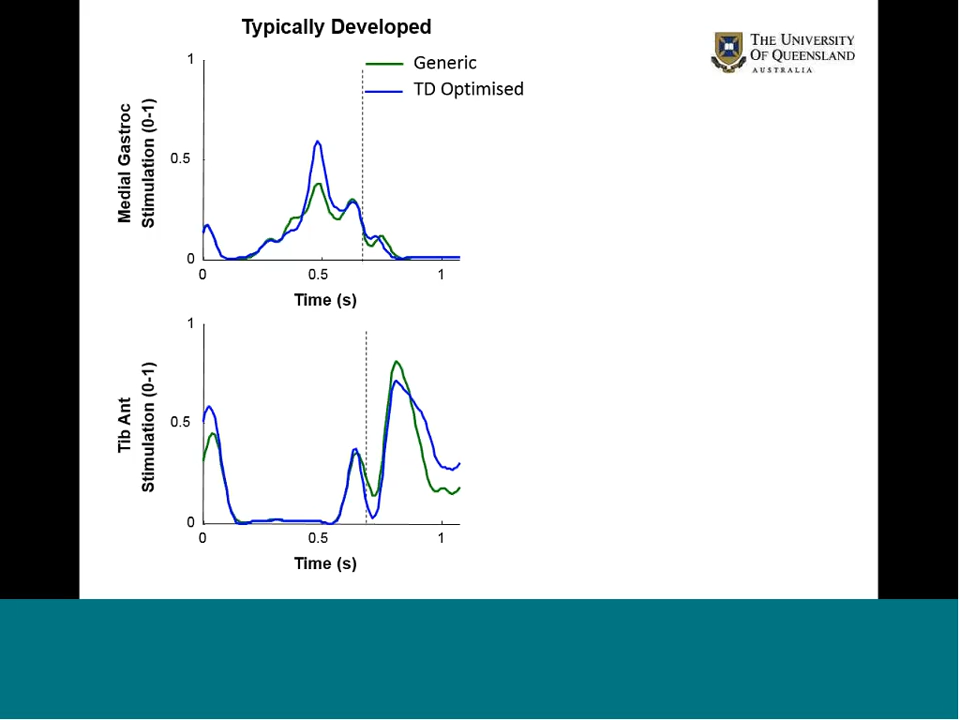 Typically Developed
THE UNIVERSITY
OF QUEENSLAND
AUSTRALIA
Generic
TD Optimised
Medial Gastroc
Stimulation (0-1)
1
0.5
0
0
0.5
1
Time (s)
Tib Ant
Stimulation (0-1)
1
0.5
0
0
0.5
1
Time (s)